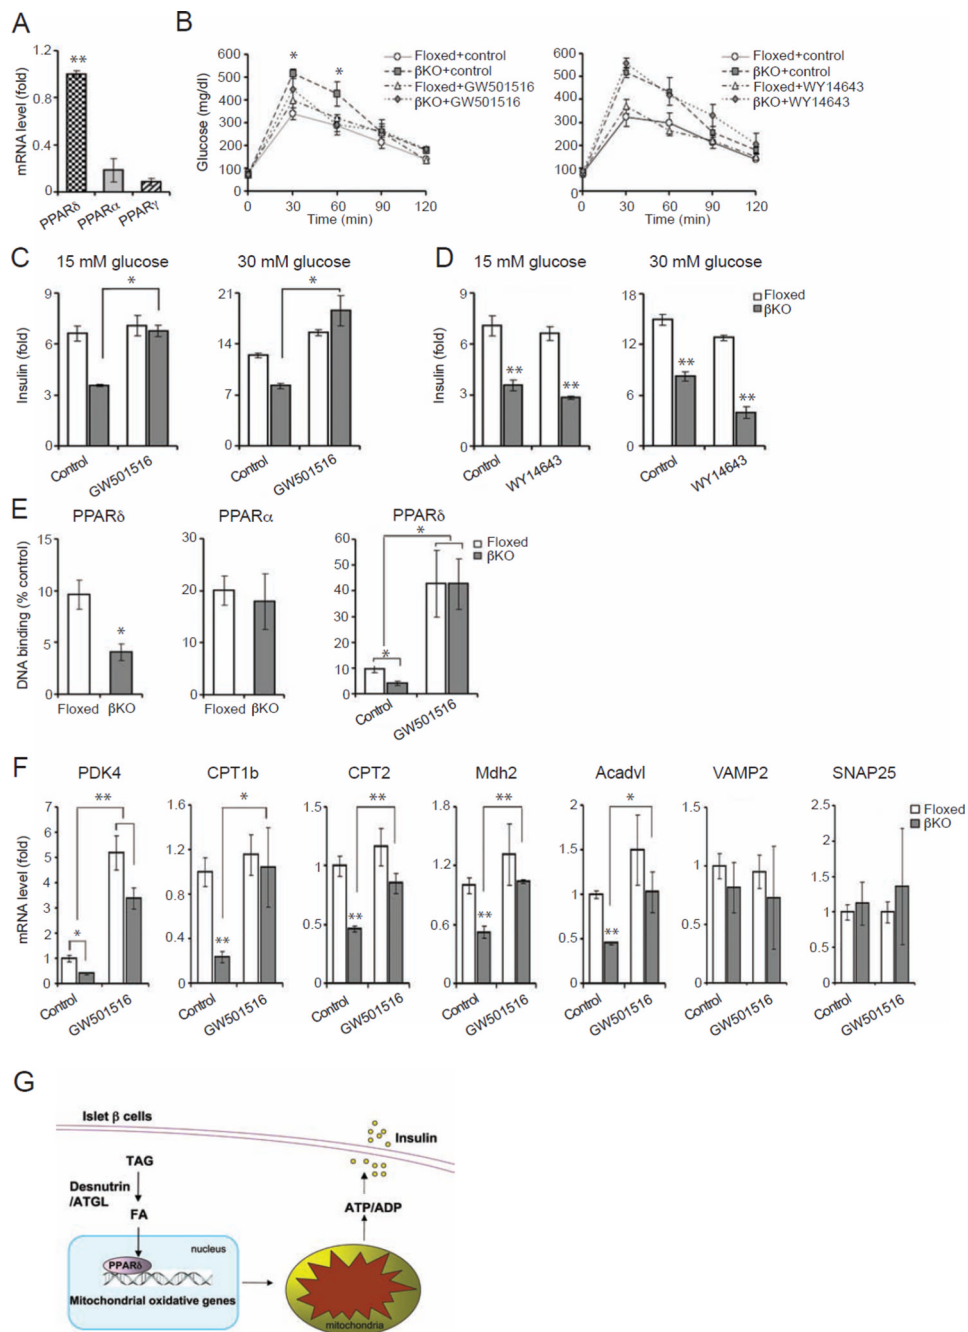 A
mRNA level (fold)
1.2
0.8
0.4
0
**
PPARδ
PPARα
PPARγ
B
Glucose (mg/dl)
600
500
400
300
200
100
0
* *
Floxed+control
βKO+control
Floxed+GW501516
βKO+GW501516
0 30 60 90 120
Time (min)
600
500
400
300
200
100
0
Floxed+control
βKO+control
Floxed+WY14643
βKO+WY14643
0 30 60 90 120
Time (min)
C
15 mM glucose
Insulin (fold)
9
6
3
0
*
Control
GW501516
30 mM glucose
21
14
7
0
*
Control
GW501516
D
15 mM glucose
Insulin (fold)
9
6
3
0
** **
Control
WY14643
30 mM glucose
18
12
6
0
** **
Floxed
βKO
Control
WY14643
E
PPARδ
DNA binding (% control)
15
10
5
0
*
Floxed βKO
PPARα
30
20
10
0
Floxed βKO
PPARδ
60
50
40
30
20
10
0
*
*
Floxed
βKO
Control
GW501516
F
PDK4
mRNA level (fold)
7
6
5
4
3
2
1
0
**
*
Control
GW501516
CPT1b
1.6
1.2
0.8
0.4
0
*
**
Control
GW501516
CPT2
1.5
1
0.5
0
**
**
Control
GW501516
Mdh2
1.8
1.2
0.6
0
**
**
Control
GW501516
Acadvl
2
1.5
1
0.5
0
*
**
Control
GW501516
VAMP2
1.5
1.0
0.5
0
Control
GW501516
SNAP25
2.5
2.0
1.5
1.0
0.5
0
Floxed
βKO
Control
GW501516
G
Islet β cells
Insulin
TAG
Desnutrin
/ATGL
FA
ATP/ADP
nucleus
PPARδ
Mitochondrial oxidative genes
mitochondria